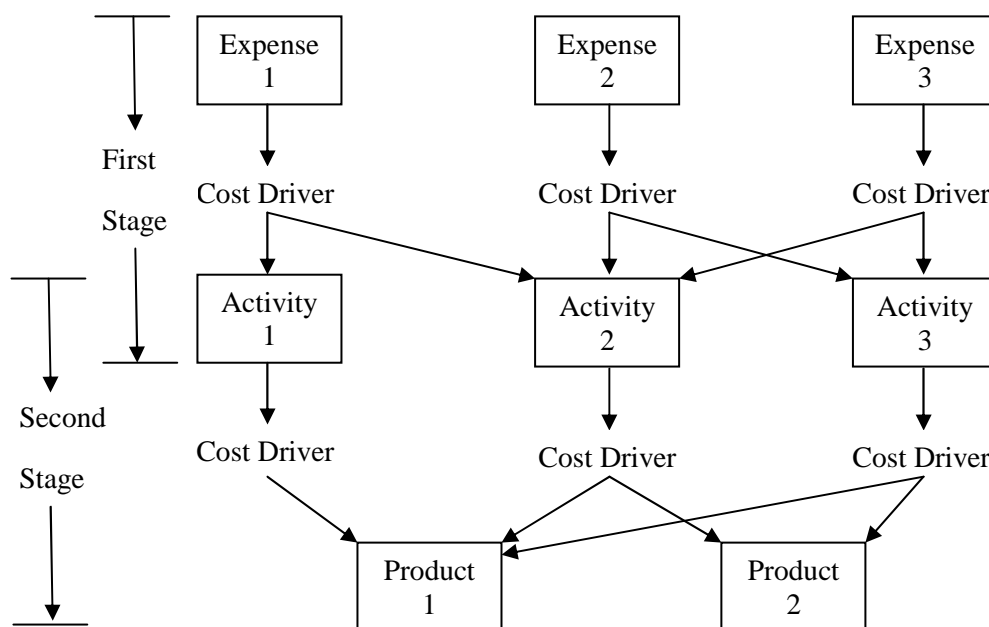 Expense
1
Expense
2
Expense
3
First
Stage
Cost Driver
Cost Driver
Cost Driver
Activity
1
Activity
2
Activity
3
Second
Stage
Cost Driver
Cost Driver
Cost Driver
Product
1
Product
2